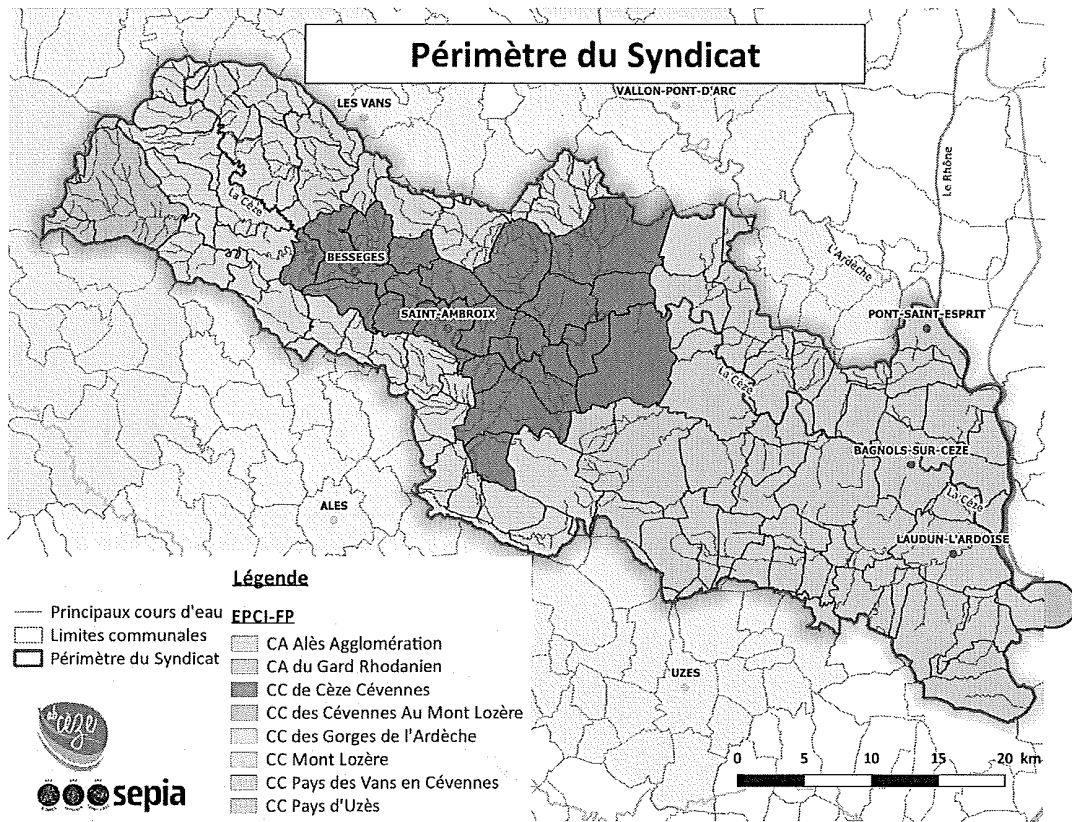 Périmètre du Syndicat
VALLON-PONT-D'ARC
LES VANS
Le Rhône
La Cèze
L'Ardèche
BESSEGES
SAINT-AMBROIX
PONT-SAINT-ESPRIT
La Cèze
BAGNOLS-SUR-CEZE
La Cèze
ALES
LAUDUN-L'ARDOISE
UZES
Légende
Principaux cours d'eau
Limites communales
Périmètre du Syndicat
EPCI-FP
CA Alès Agglomération
CA du Gard Rhodanien
CC de Cèze Cévennes
CC des Cévennes Au Mont Lozère
CC des Gorges de l'Ardèche
CC Mont Lozère
CC Pays des Vans en Cévennes
CC Pays d'Uzès
ab cèze
sepia
0 5 10 15 20 km